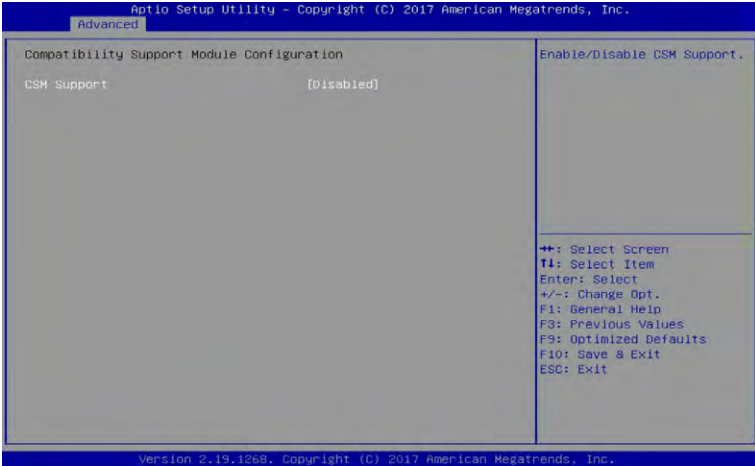 Aptio Setup Utility – Copyright (C) 2017 American Megatrends, Inc.
Advanced
Compatibility Support Module Configuration
CSM Support [Disabled]
Enable/Disable CSM Support.
→←: Select Screen
↑↓: Select Item
Enter: Select
+/-: Change Opt.
F1: General Help
F3: Previous Values
F9: Optimized Defaults
F10: Save & Exit
ESC: Exit
Version 2.19.1268. Copyright (C) 2017 American Megatrends, Inc.